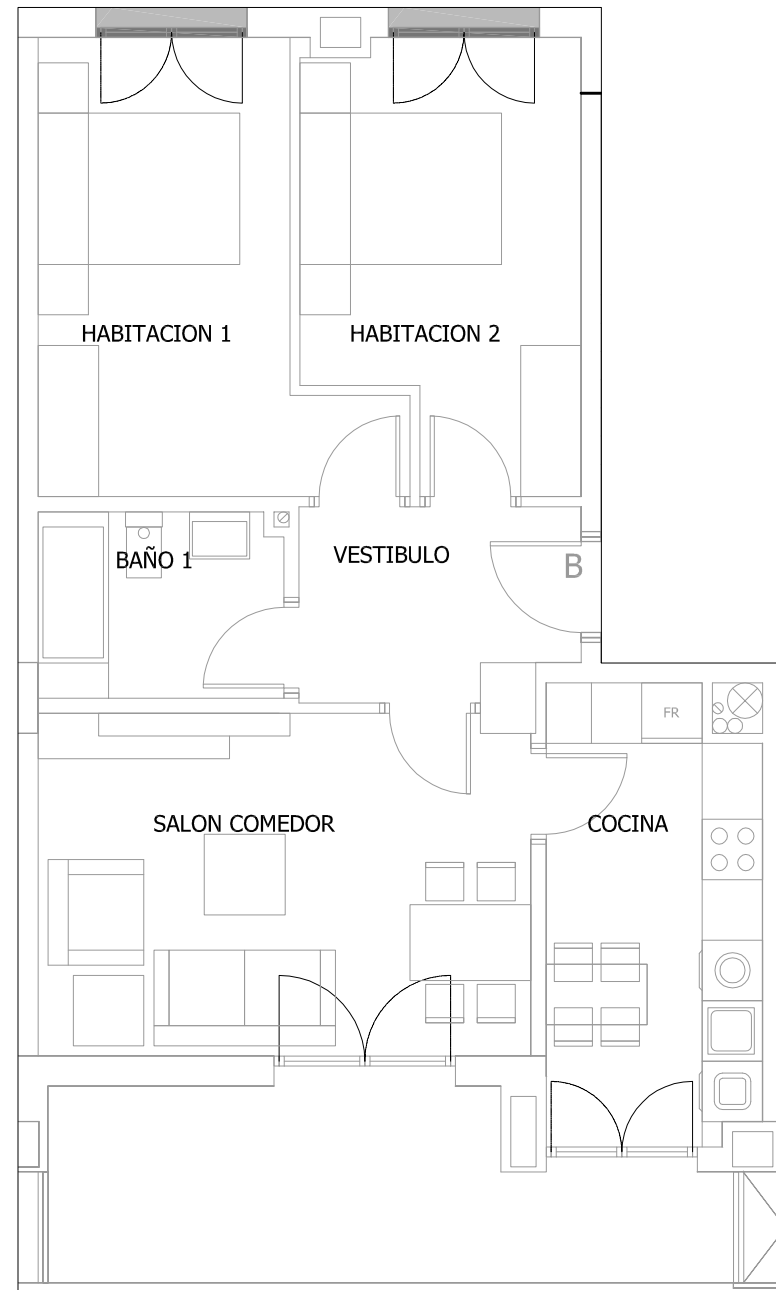 HABITACION 1
HABITACION 2
BAÑO 1
VESTIBULO
B
FR
SALON COMEDOR
COCINA